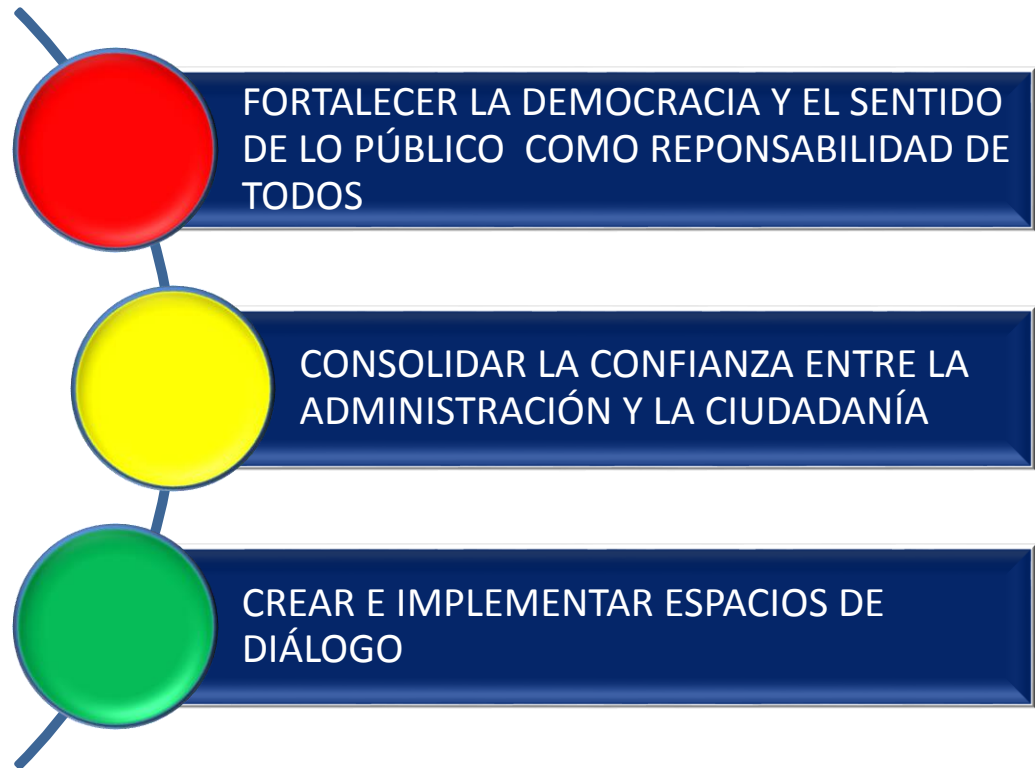 FORTALECER LA DEMOCRACIA Y EL SENTIDO
DE LO PÚBLICO COMO REPONSABILIDAD DE
TODOS
CONSOLIDAR LA CONFIANZA ENTRE LA
ADMINISTRACIÓN Y LA CIUDADANÍA
CREAR E IMPLEMENTAR ESPACIOS DE
DIÁLOGO